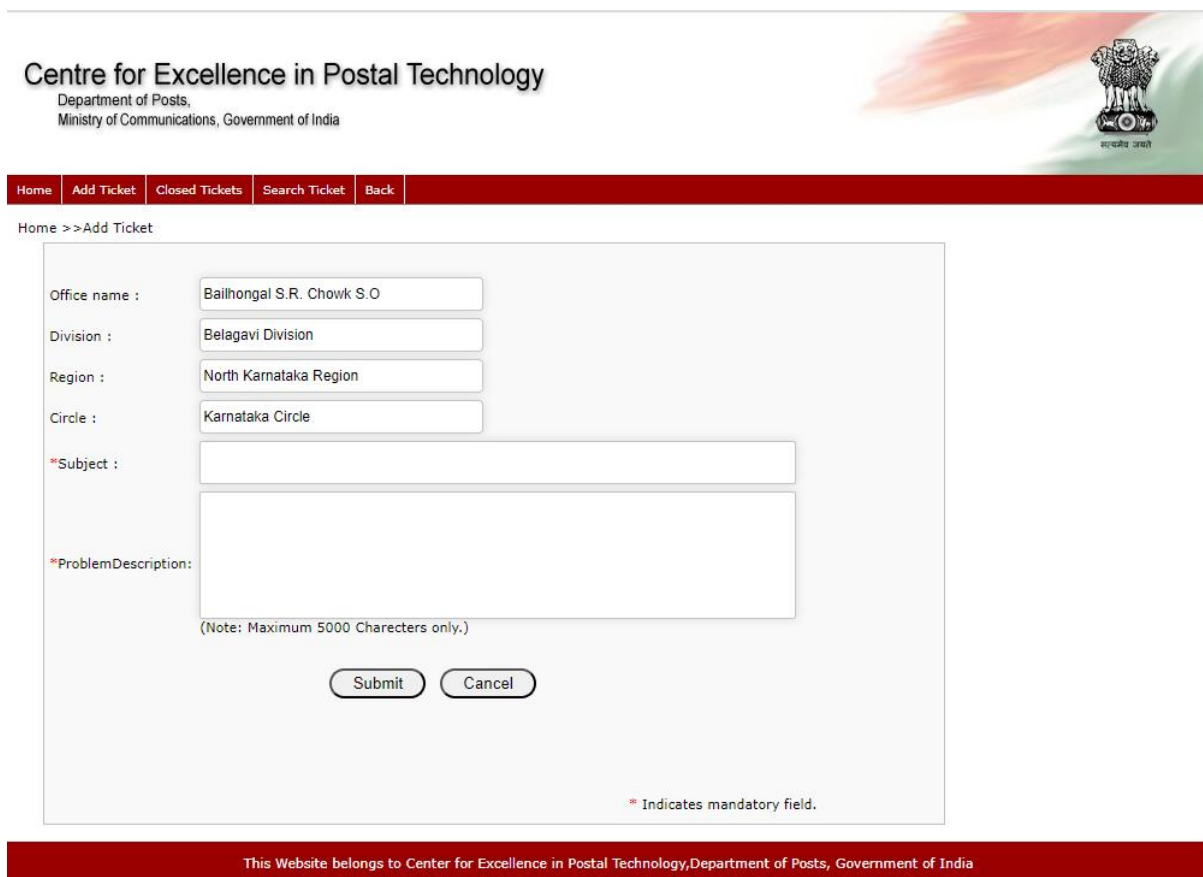 Centre for Excellence in Postal Technology
Department of Posts,
Ministry of Communications, Government of India
सत्यमेव जयते
Home Add Ticket Closed Tickets Search Ticket Back
Home >>Add Ticket
Office name : Bailhongal S.R. Chowk S.O
Division : Belagavi Division
Region : North Karnataka Region
Circle : Karnataka Circle
*Subject :
*ProblemDescription:
(Note: Maximum 5000 Charecters only.)
Submit Cancel
* Indicates mandatory field.
This Website belongs to Center for Excellence in Postal Technology,Department of Posts, Government of India